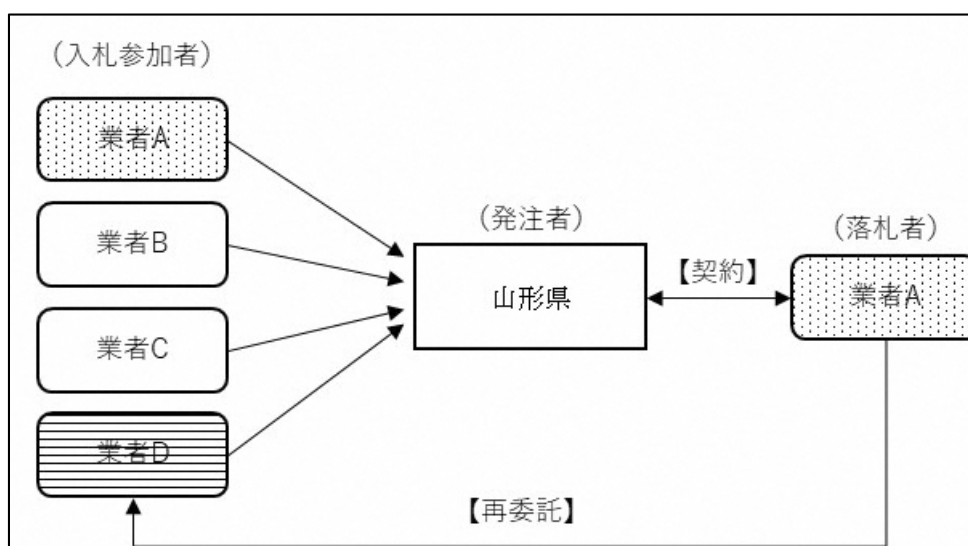 (入札参加者)
業者A
業者B
業者C
業者D
(発注者)
山形県
【契約】
(落札者)
業者A
【再委託】